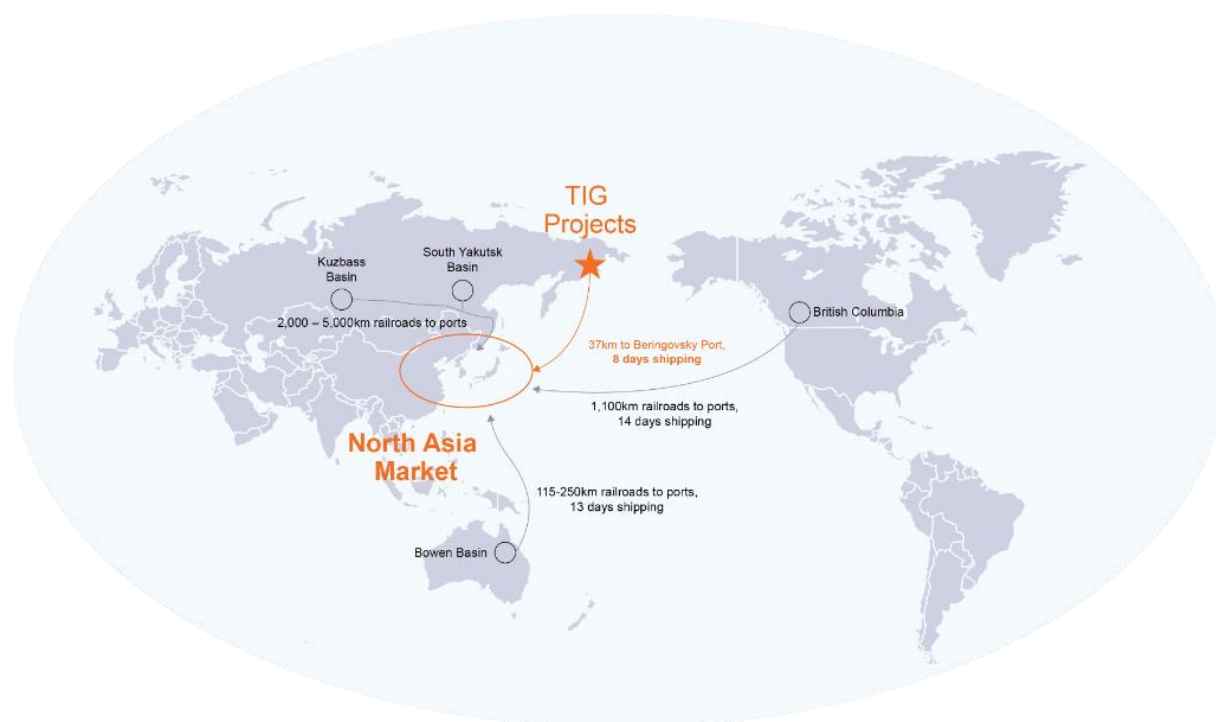 TIG
Projects
South Yakutsk
Basin
Kuzbass
Basin
2,000 – 5,000km railroads to ports
British Columbia
37km to Beringovsky Port,
8 days shipping
1,100km railroads to ports,
14 days shipping
North Asia
Market
115-250km railroads to ports,
13 days shipping
Bowen Basin